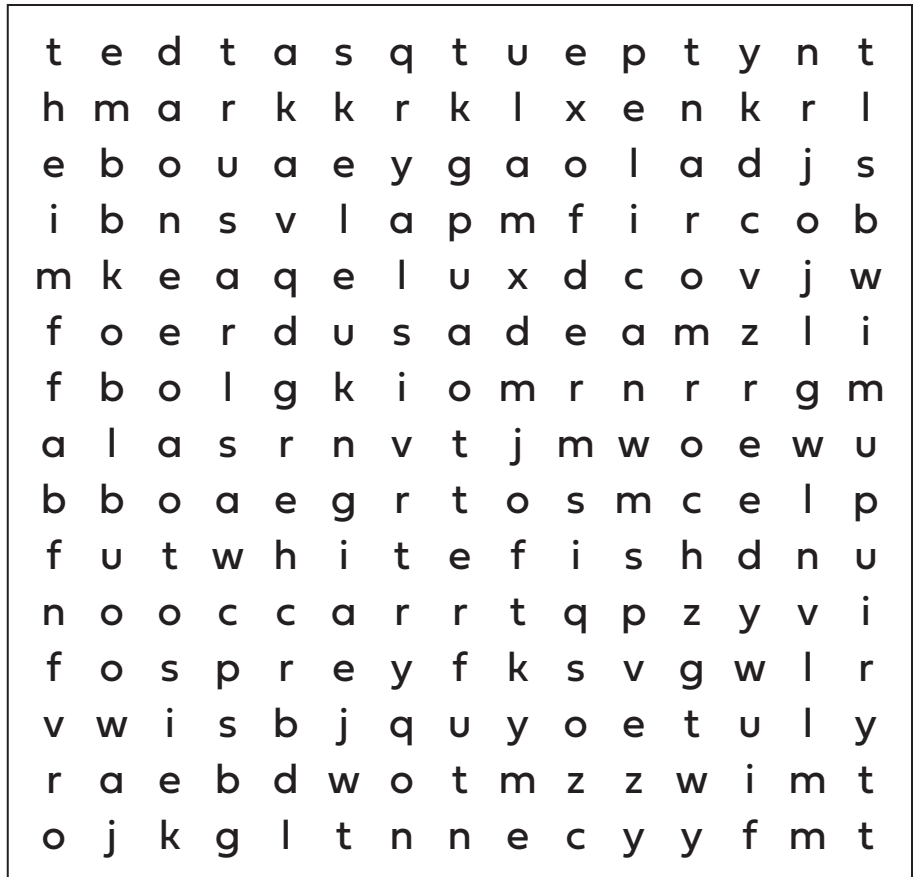 t e d t a s q t u e p t y n t
h m a r k k r k l x e n k r l
e b o u a e y g a o l a d j s
i b n s v l a p m f i r c o b
m k e a q e l u x d c o v j w
f o e r d u s a d e a m z l i
f b o l g k i o m r n r r g m
a l a s r n v t j m w o e w u
b b o a e g r t o s m c e l p
f u t w h i t e f i s h d n u
n o o c c a r r t q p z y v i
f o s p r e y f k s v g w l r
v w i s b j q u y o e t u l y
r a e b d w o t m z z w i m t
o j k g l t n n e c y y f m t